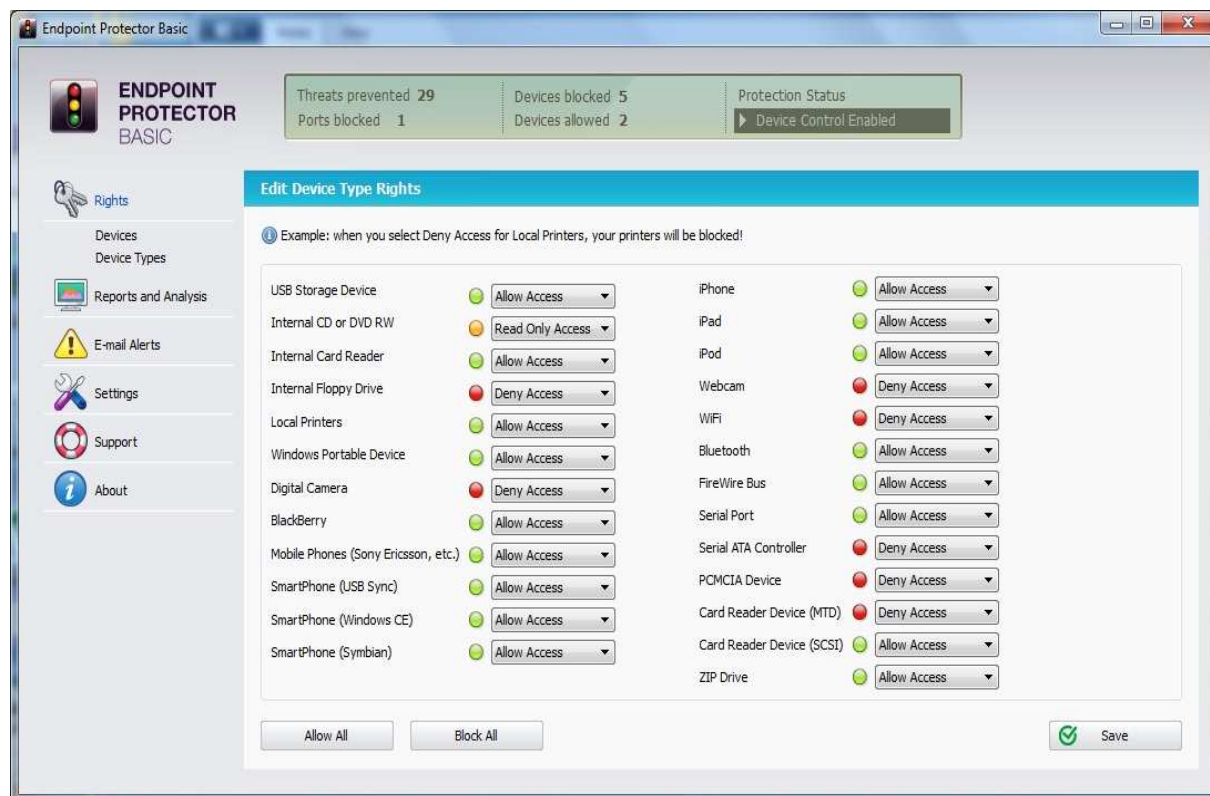 Endpoint Protector Basic
ENDPOINT
PROTECTOR
BASIC
Threats prevented 29
Ports blocked 1
Devices blocked 5
Devices allowed 2
Protection Status
Device Control Enabled
Rights
Devices
Device Types
Reports and Analysis
E-mail Alerts
Settings
Support
About
Edit Device Type Rights
Example: when you select Deny Access for Local Printers, your printers will be blocked!
USB Storage Device Allow Access
Internal CD or DVD RW Read Only Access
Internal Card Reader Allow Access
Internal Floppy Drive Deny Access
Local Printers Allow Access
Windows Portable Device Allow Access
Digital Camera Deny Access
BlackBerry Allow Access
Mobile Phones (Sony Ericsson, etc.) Allow Access
SmartPhone (USB Sync) Allow Access
SmartPhone (Windows CE) Allow Access
SmartPhone (Symbian) Allow Access
iPhone Allow Access
iPad Allow Access
iPod Allow Access
Webcam Deny Access
WiFi Deny Access
Bluetooth Allow Access
FireWire Bus Allow Access
Serial Port Allow Access
Serial ATA Controller Deny Access
PCMCIA Device Deny Access
Card Reader Device (MTD) Deny Access
Card Reader Device (SCSI) Allow Access
ZIP Drive Allow Access
Allow All
Block All
Save